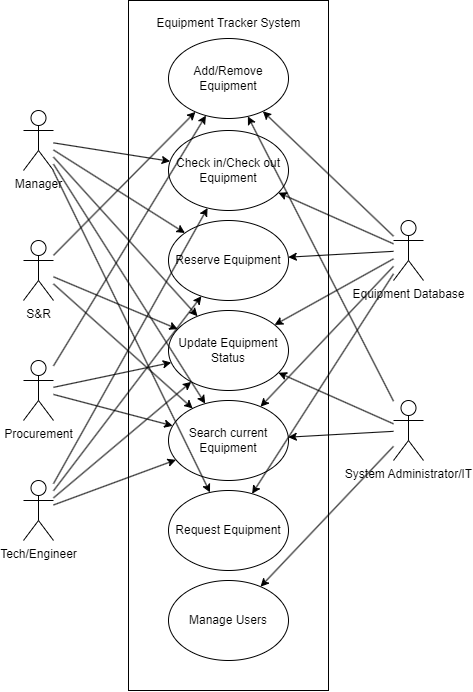 Equipment Tracker System
Add/Remove
Equipment
Manager
Check in/Check out
Equipment
Reserve Equipment
Equipment Database
S&R
Update Equipment
Status
Procurement
Search current
Equipment
System Administrator/IT
Tech/Engineer
Request Equipment
Manage Users